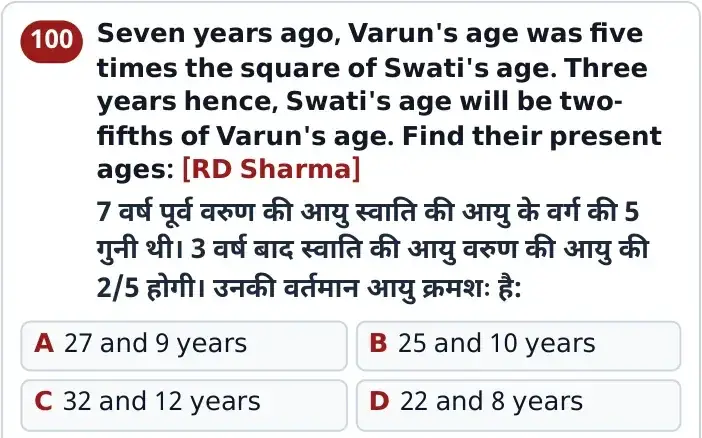 100 Seven years ago, Varun's age was five
times the square of Swati's age. Three
years hence, Swati's age will be two-
fifths of Varun's age. Find their present
ages: [RD Sharma]
7 वर्ष पूर्व वरुण की आयु स्वाति की आयु के वर्ग की 5
गुनी थी। 3 वर्ष बाद स्वाति की आयु वरुण की आयु की
2/5 होगी। उनकी वर्तमान आयु क्रमशः है:
A 27 and 9 years
B 25 and 10 years
C 32 and 12 years
D 22 and 8 years